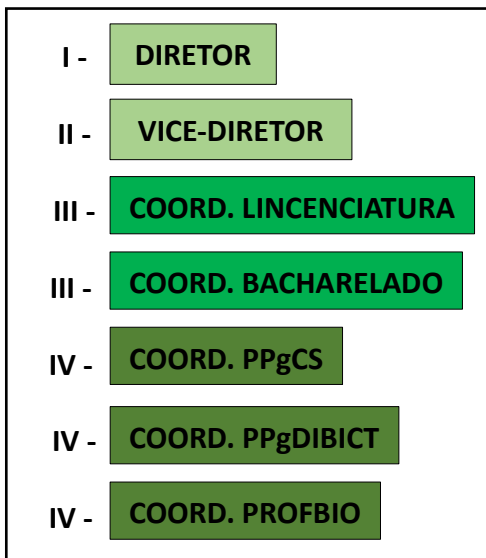 I - DIRETOR
II - VICE-DIRETOR
III - COORD. LINCENCIATURA
III - COORD. BACHARELADO
IV - COORD. PPgCS
IV - COORD. PPgDIBICT
IV - COORD. PROFBIO